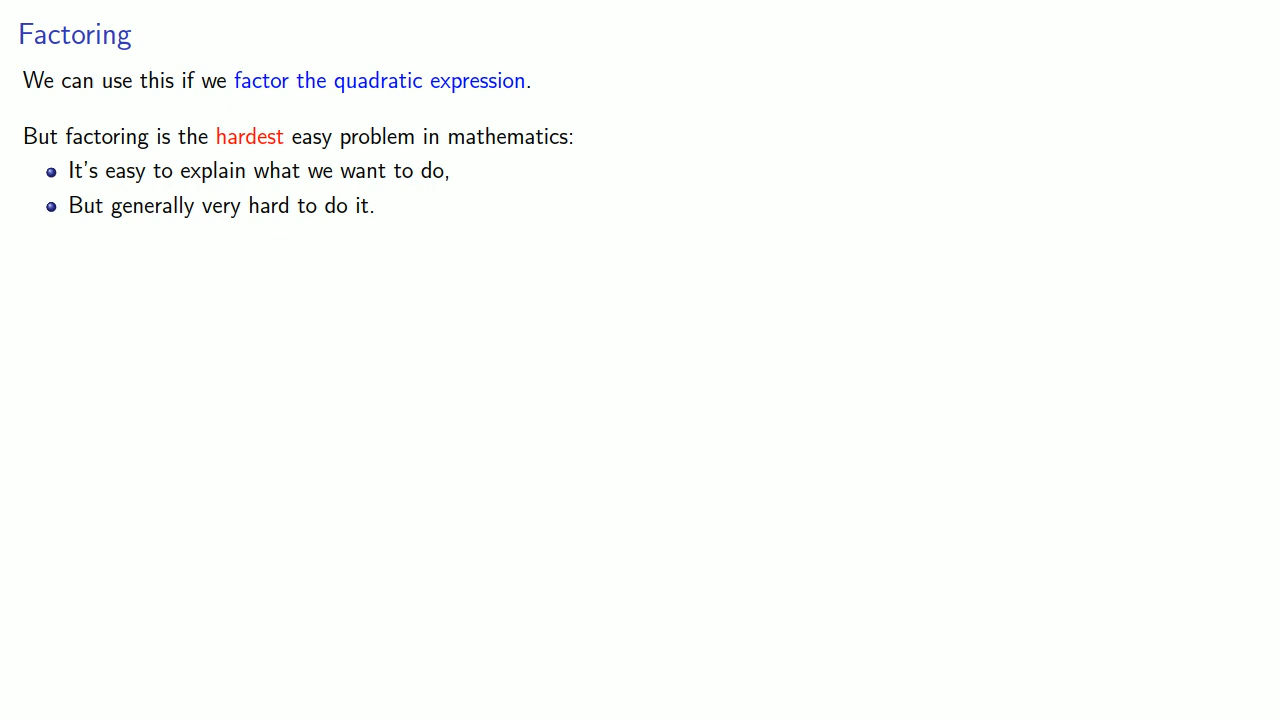 Factoring
We can use this if we factor the quadratic expression.
But factoring is the hardest easy problem in mathematics:
It's easy to explain what we want to do,
But generally very hard to do it.